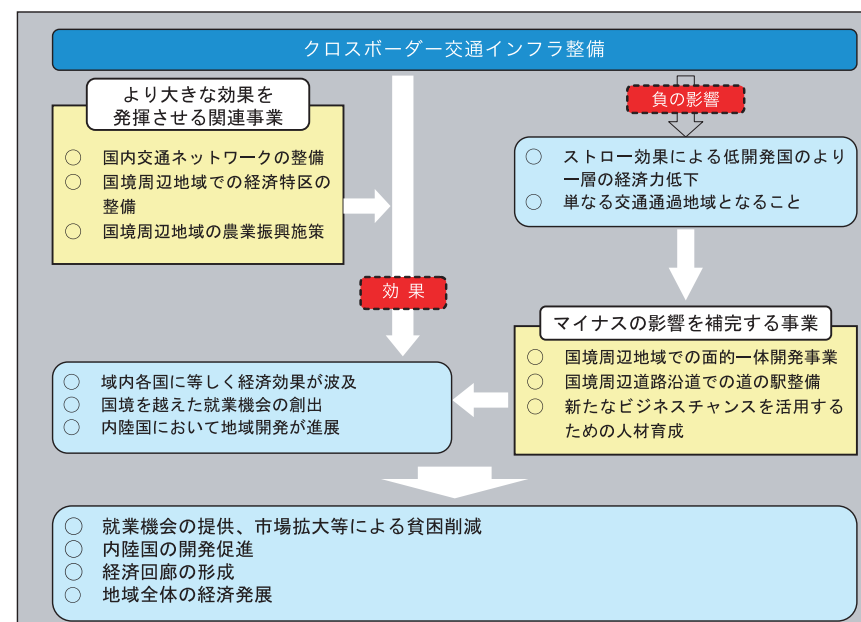 クロスボーダー交通インフラ整備
より大きな効果を
発揮させる関連事業
○ 国内交通ネットワークの整備
○ 国境周辺地域での経済特区の
整備
○ 国境周辺地域の農業振興施策
負の影響
○ ストロー効果による低開発国のより
一層の経済力低下
○ 単なる交通通過地域となること
効 果
マイナスの影響を補完する事業
○ 国境周辺地域での面的一体開発事業
○ 国境周辺道路沿道での道の駅整備
○ 新たなビジネスチャンスを活用する
ための人材育成
○ 域内各国に等しく経済効果が波及
○ 国境を越えた就業機会の創出
○ 内陸国において地域開発が進展
○ 就業機会の提供、市場拡大等による貧困削減
○ 内陸国の開発促進
○ 経済回廊の形成
○ 地域全体の経済発展